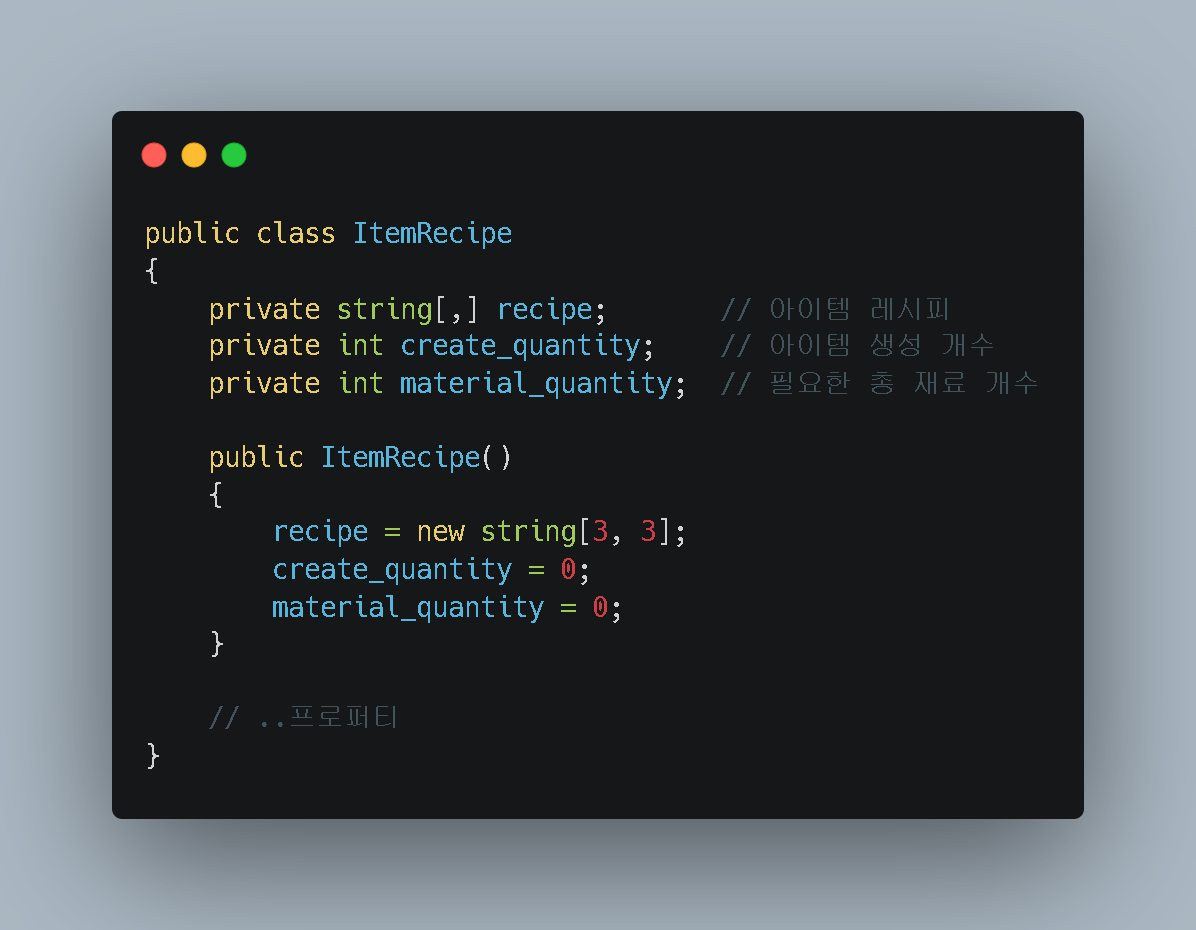 public class ItemRecipe
{
    private string[,] recipe;       // 아이템 레시피
    private int create_quantity;    // 아이템 생성 개수
    private int material_quantity;  // 필요한 총 재료 개수

    public ItemRecipe()
    {
        recipe = new string[3, 3];
        create_quantity = 0;
        material_quantity = 0;
    }

    // ..프로퍼티
}